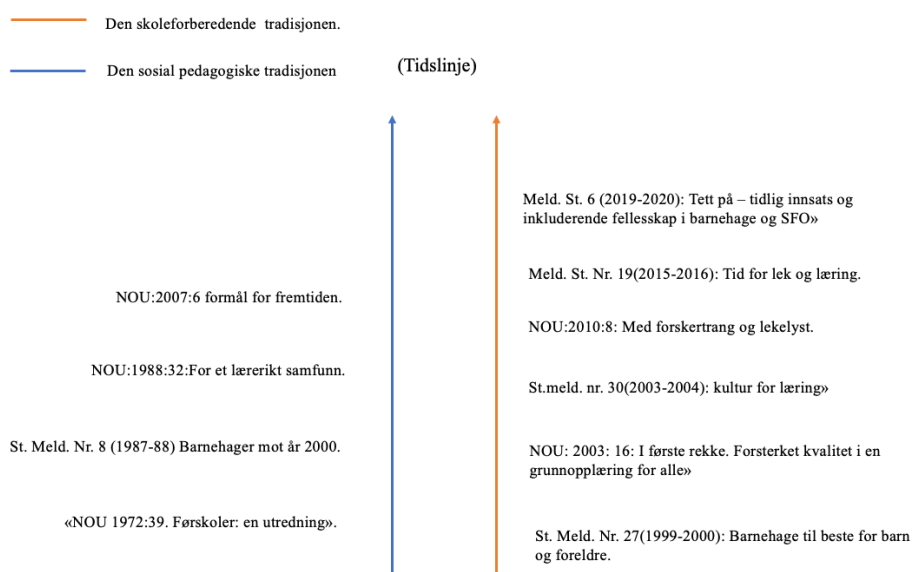 Den skoleforberedende tradisjonen.
Den sosial pedagogiske tradisjonen
(Tidslinje)
Meld. St. 6 (2019-2020): Tett på – tidlig innsats og
inkluderende fellesskap i barnehage og SFO»
Meld. St. Nr. 19(2015-2016): Tid for lek og læring.
NOU:2007:6 formål for fremtiden.
NOU:2010:8: Med forskertrang og lekelyst.
NOU:1988:32:For et lærerikt samfunn.
St.meld. nr. 30(2003-2004): kultur for læring»
St. Meld. Nr. 8 (1987-88) Barnehager mot år 2000.
NOU: 2003: 16: I første rekke. Forsterket kvalitet i en
grunnopplæring for alle»
«NOU 1972:39. Førskoler: en utredning».
St. Meld. Nr. 27(1999-2000): Barnehage til beste for barn
og foreldre.